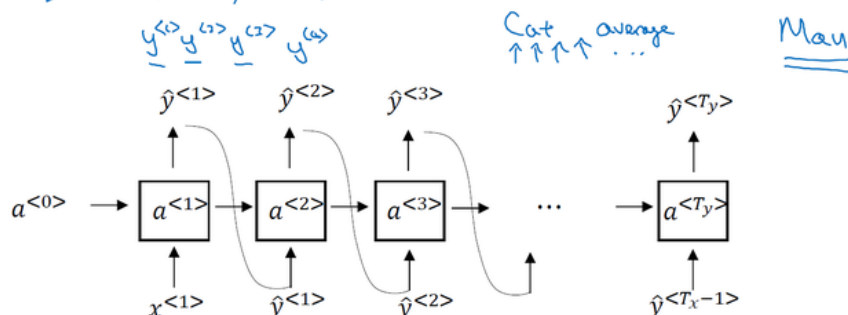 y<1> y<2> y<3> y<4> Cat average Mau
ŷ<1> ŷ<2> ŷ<3> ŷ<Ty>
a<0> a<1> a<2> a<3> ... a<Ty>
x<1> ŷ<1> ŷ<2> ŷ<Tx-1>